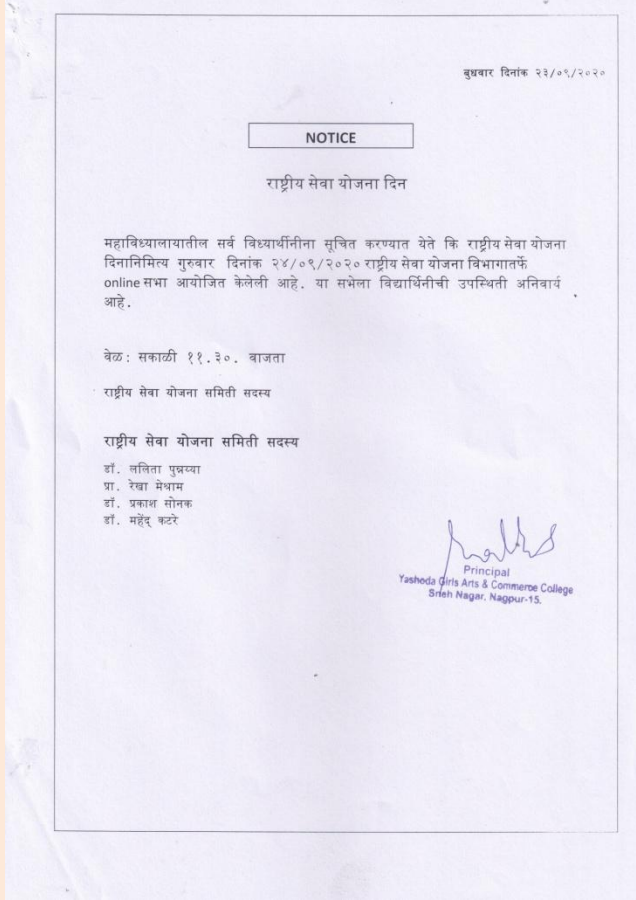 बुधवार दिनांक २३/०९/२०२०
NOTICE
राष्ट्रीय सेवा योजना दिन
महाविध्यालायातील सर्व विध्यार्थीनीना सूचित करण्यात येते कि राष्ट्रीय सेवा योजना
दिनानिमित्य गुरुवार दिनांक २४/०९/२०२० राष्ट्रीय सेवा योजना विभागातर्फे
online सभा आयोजित केलेली आहे. या सभेला विद्यार्थिनीची उपस्थिती अनिवार्य
आहे.
वेळ: सकाळी ११.३०. वाजता
राष्ट्रीय सेवा योजना समिती सदस्य
राष्ट्रीय सेवा योजना समिती सदस्य
डॉ. ललिता पुन्नय्या
प्रा. रेखा मेश्राम
डॉ. प्रकाश सोनक
डॉ. महेंद् कटरे
Principal
Yashoda Girls Arts & Commerce College
Sneh Nagar, Nagpur-15.